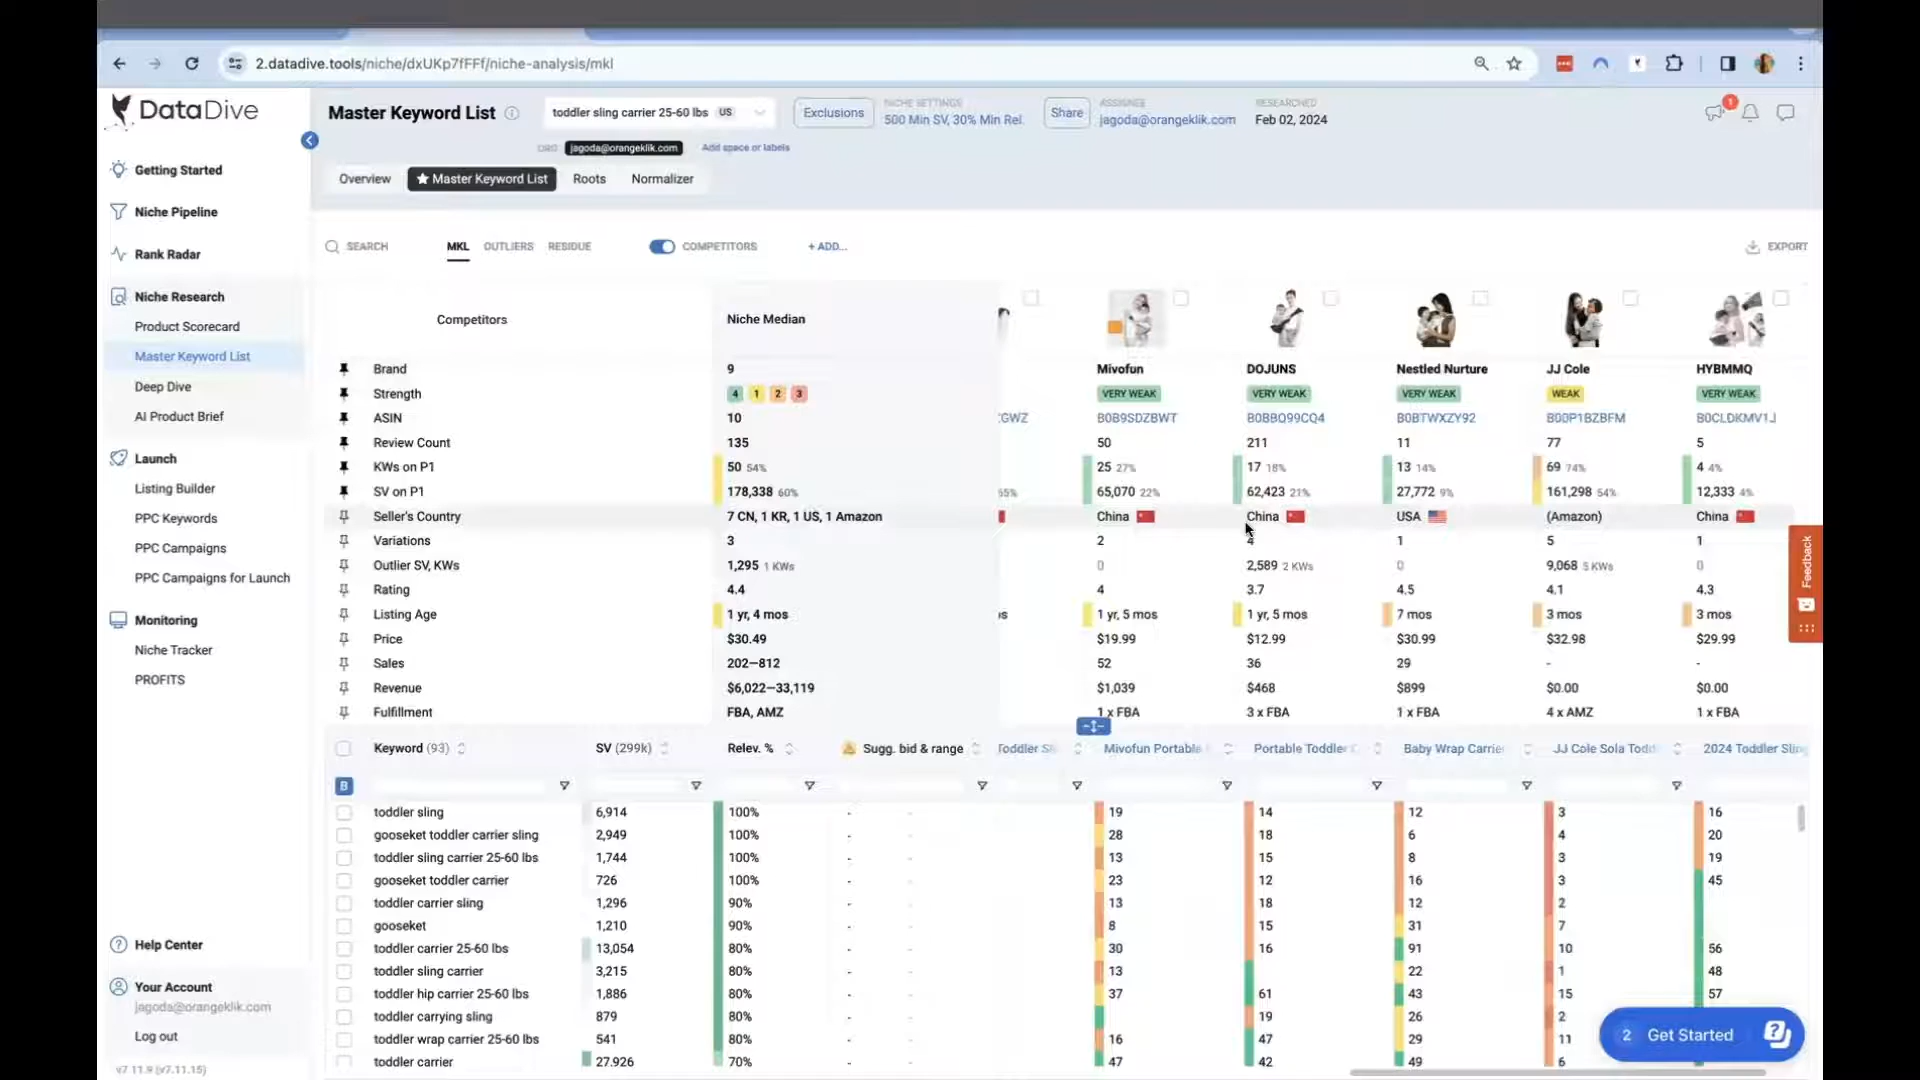 2.datadive.tools/niche/dxUKp7fFFf/niche-analysis/mkl
DataDive
Getting Started
Niche Pipeline
Rank Radar
Niche Research
Product Scorecard
Master Keyword List
Deep Dive
AI Product Brief
Launch
Listing Builder
PPC Keywords
PPC Campaigns
PPC Campaigns for Launch
Monitoring
Niche Tracker
PROFITS
Help Center
Your Account
jagoda@orangeklik.com
Log out
v7 11.9 (v7.11.15)
Master Keyword List
toddler sling carrier 25-60 lbs US
Exclusions
NICHE SETTINGS
500 Min SV, 30% Min Rel.
Share
ASSIGNEE
jagoda@orangeklik.com
RESEARCHED
Feb 02, 2024
1
jagoda@orangeklik.com Add space or labels
Overview Master Keyword List Roots Normalizer
SEARCH MKL OUTLIERS RESIDUE COMPETITORS + ADD... EXPORT
Competitors Niche Median
Brand 9 Mivofun DOJUNS Nestled Nurture JJ Cole HYBMMQ
Strength 4 1 2 3 VERY WEAK VERY WEAK VERY WEAK WEAK VERY WEAK
ASIN 10 GWZ B0B9SDZBWT B0BBQ99CQ4 B0BTWXZY92 B00P1BZBFM B0CLDKMV1J
Review Count 135 50 211 11 77 5
KWs on P1 50 54% 25 27% 17 18% 13 14% 69 74% 4 4%
SV on P1 178,338 60% 65,070 22% 62,423 21% 27,772 9% 161,298 54% 12,333 4%
Seller's Country 7 CN, 1 KR, 1 US, 1 Amazon China China USA (Amazon) China
Variations 3 2 4 1 5 1
Outlier SV, KWs 1,295 1 KWs 0 2,589 2 KWs 0 9,068 5 KWs 0
Rating 4.4 4 3.7 4.5 4.1 4.3
Listing Age 1 yr, 4 mos 1 yr, 5 mos 1 yr, 5 mos 7 mos 3 mos 3 mos
Price $30.49 $19.99 $12.99 $30.99 $32.98 $29.99
Sales 202—812 52 36 29 - -
Revenue $6,022—33,119 $1,039 $468 $899 $0.00 $0.00
Fulfillment FBA, AMZ 1 x FBA 3 x FBA 1 x FBA 4 x AMZ 1 x FBA
Keyword (93) SV (299k) Relev. % Sugg. bid & range Toddler Mivofun Portable Portable Toddler Baby Wrap Carrier JJ Cole Sola 2024 Toddler
B
toddler sling 6,914 100% - - 19 14 12 3 16
gooseket toddler carrier sling 2,949 100% - - 28 18 6 4 20
toddler sling carrier 25-60 lbs 1,744 100% - - 13 15 8 3 19
gooseket toddler carrier 726 100% - - 23 12 16 3 45
toddler carrier sling 1,296 90% - - 13 18 12 2
gooseket 1,210 90% - - 8 15 31 7
toddler carrier 25-60 lbs 13,054 80% - - 30 16 91 10 56
toddler sling carrier 3,215 80% - - 13 22 1 48
toddler hip carrier 25-60 lbs 1,886 80% - - 37 61 43 15 57
toddler carrying sling 879 80% - - 19 26 2
toddler wrap carrier 25-60 lbs 541 80% - - 16 47 29 11
toddler carrier 27.926 70% - - 47 42 49 6
Feedback
2 Get Started